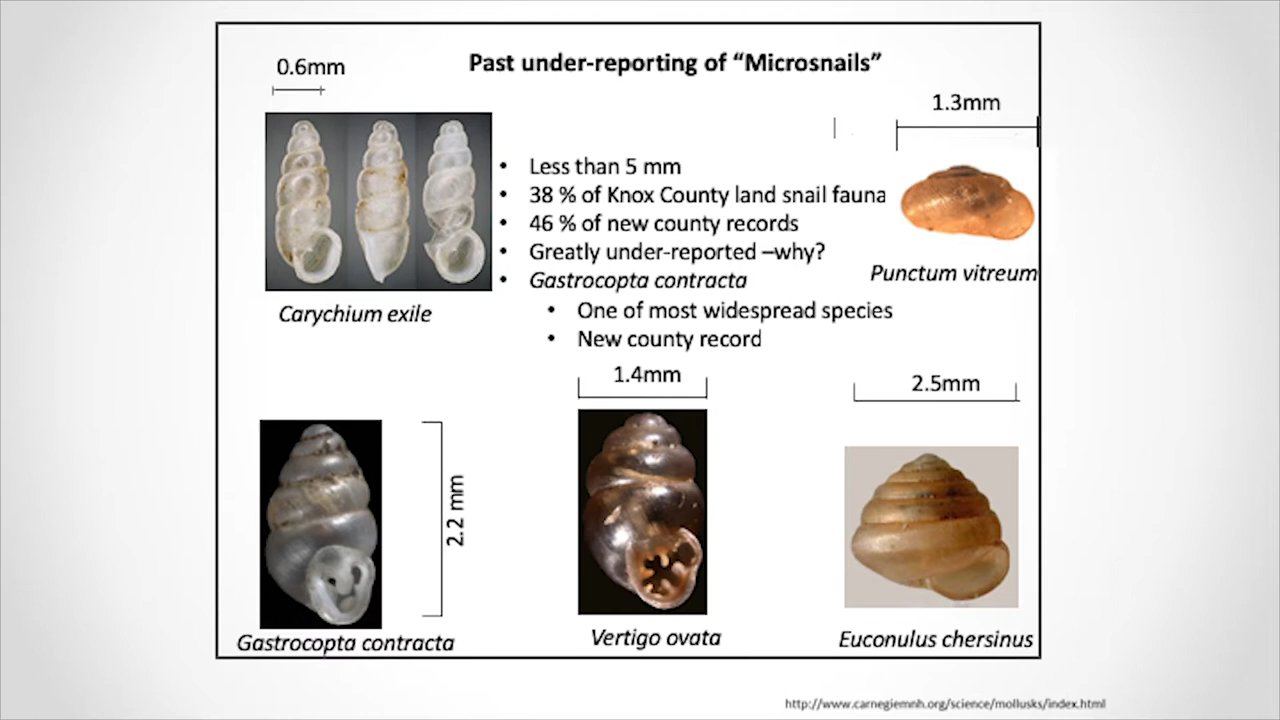 Past under-reporting of “Microsnails”
0.6mm
1.3mm
• Less than 5 mm
• 38 % of Knox County land snail fauna
• 46 % of new county records
• Greatly under-reported –why?
• Gastrocopta contracta
• One of most widespread species
• New county record
Carychium exile
Punctum vitreum
1.4mm
2.5mm
2.2 mm
Gastrocopta contracta
Vertigo ovata
Euconulus chersinus
http://www.carnegiemnh.org/science/mollusks/index.html